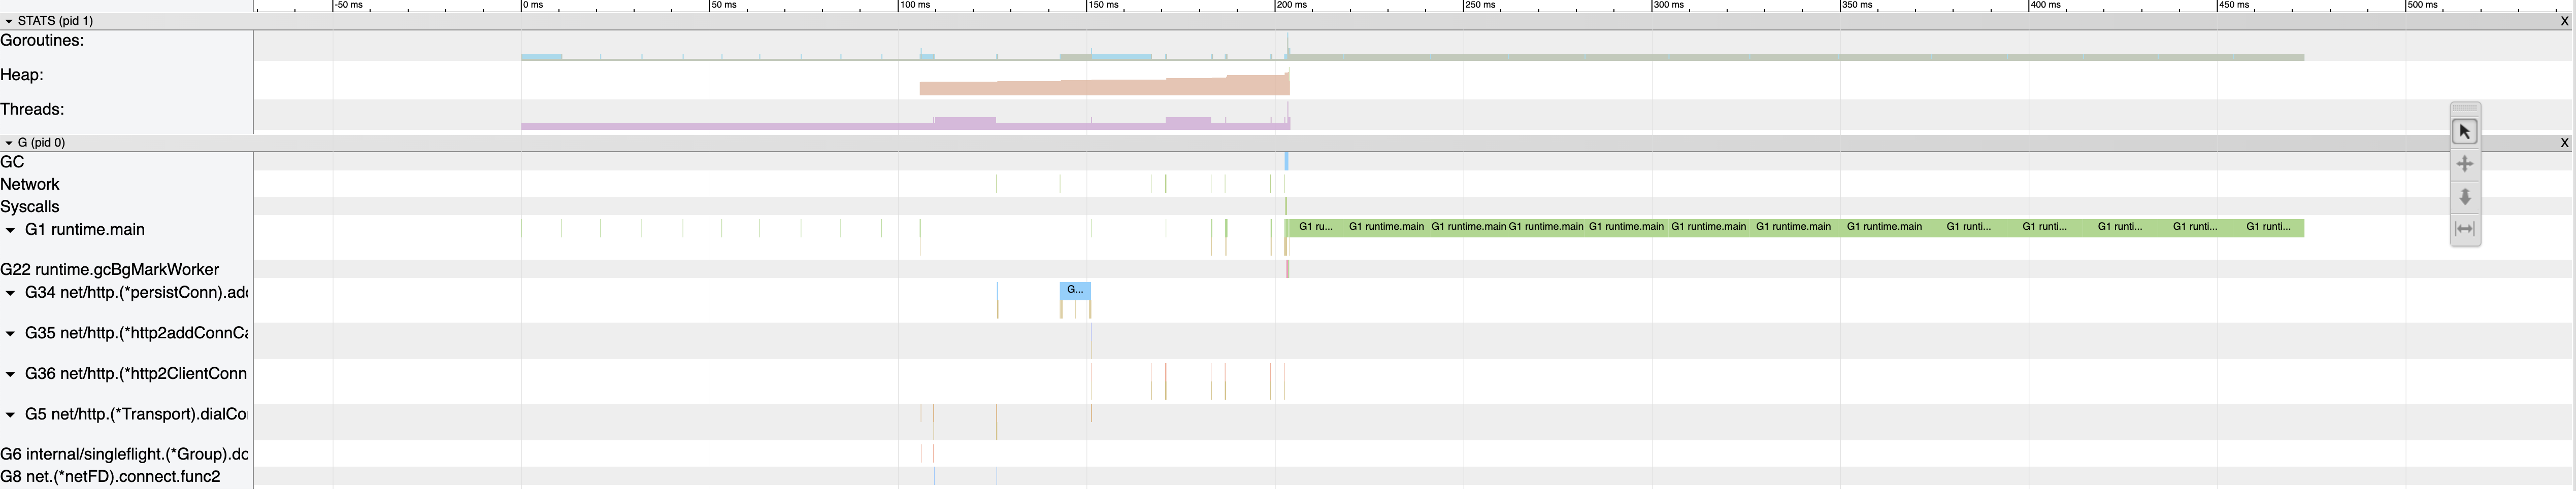 -50 ms 0 ms 50 ms 100 ms 150 ms 200 ms 250 ms 300 ms 350 ms 400 ms 450 ms 500 ms
STATS (pid 1) X
Goroutines:
Heap:
Threads:
G (pid 0) X
GC
Network
Syscalls
G1 runtime.main G1 ru... G1 runtime.main G1 runtime.main G1 runtime.main G1 runtime.main G1 runtime.main G1 runtime.main G1 runtime.main G1 runti... G1 runti... G1 runti... G1 runti... G1 runti...
G22 runtime.gcBgMarkWorker
G34 net/http.(*persistConn).adc G...
G35 net/http.(*http2addConnCa
G36 net/http.(*http2ClientConn
G5 net/http.(*Transport).dialCo
G6 internal/singleflight.(*Group).dc
G8 net.(*netFD).connect.func2